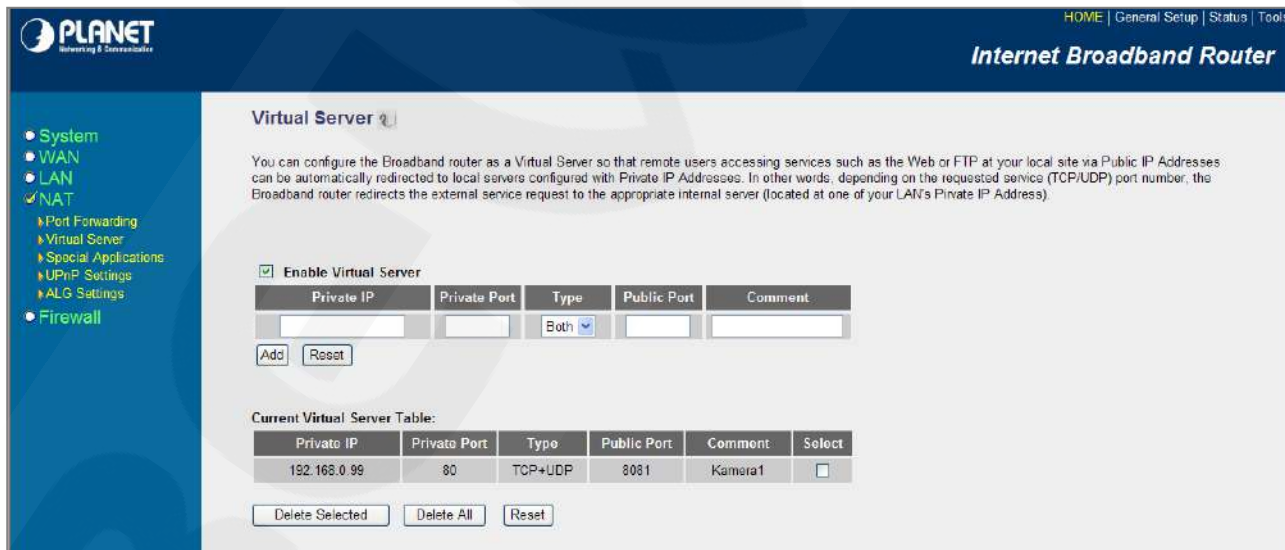 PLANET
Networking & Communication
HOME | General Setup | Status | Tools
Internet Broadband Router
System
WAN
LAN
NAT
Port Forwarding
Virtual Server
Special Applications
UPnP Settings
ALG Settings
Firewall
Virtual Server
You can configure the Broadband router as a Virtual Server so that remote users accessing services such as the Web or FTP at your local site via Public IP Addresses
can be automatically redirected to local servers configured with Private IP Addresses. In other words, depending on the requested service (TCP/UDP) port number, the
Broadband router redirects the external service request to the appropriate internal server (located at one of your LAN's Private IP Address).
Enable Virtual Server
Private IP Private Port Type Public Port Comment
Both
Add Reset
Current Virtual Server Table:
Private IP Private Port Type Public Port Comment Select
192.168.0.99 80 TCP+UDP 8081 Kamera1
Delete Selected Delete All Reset